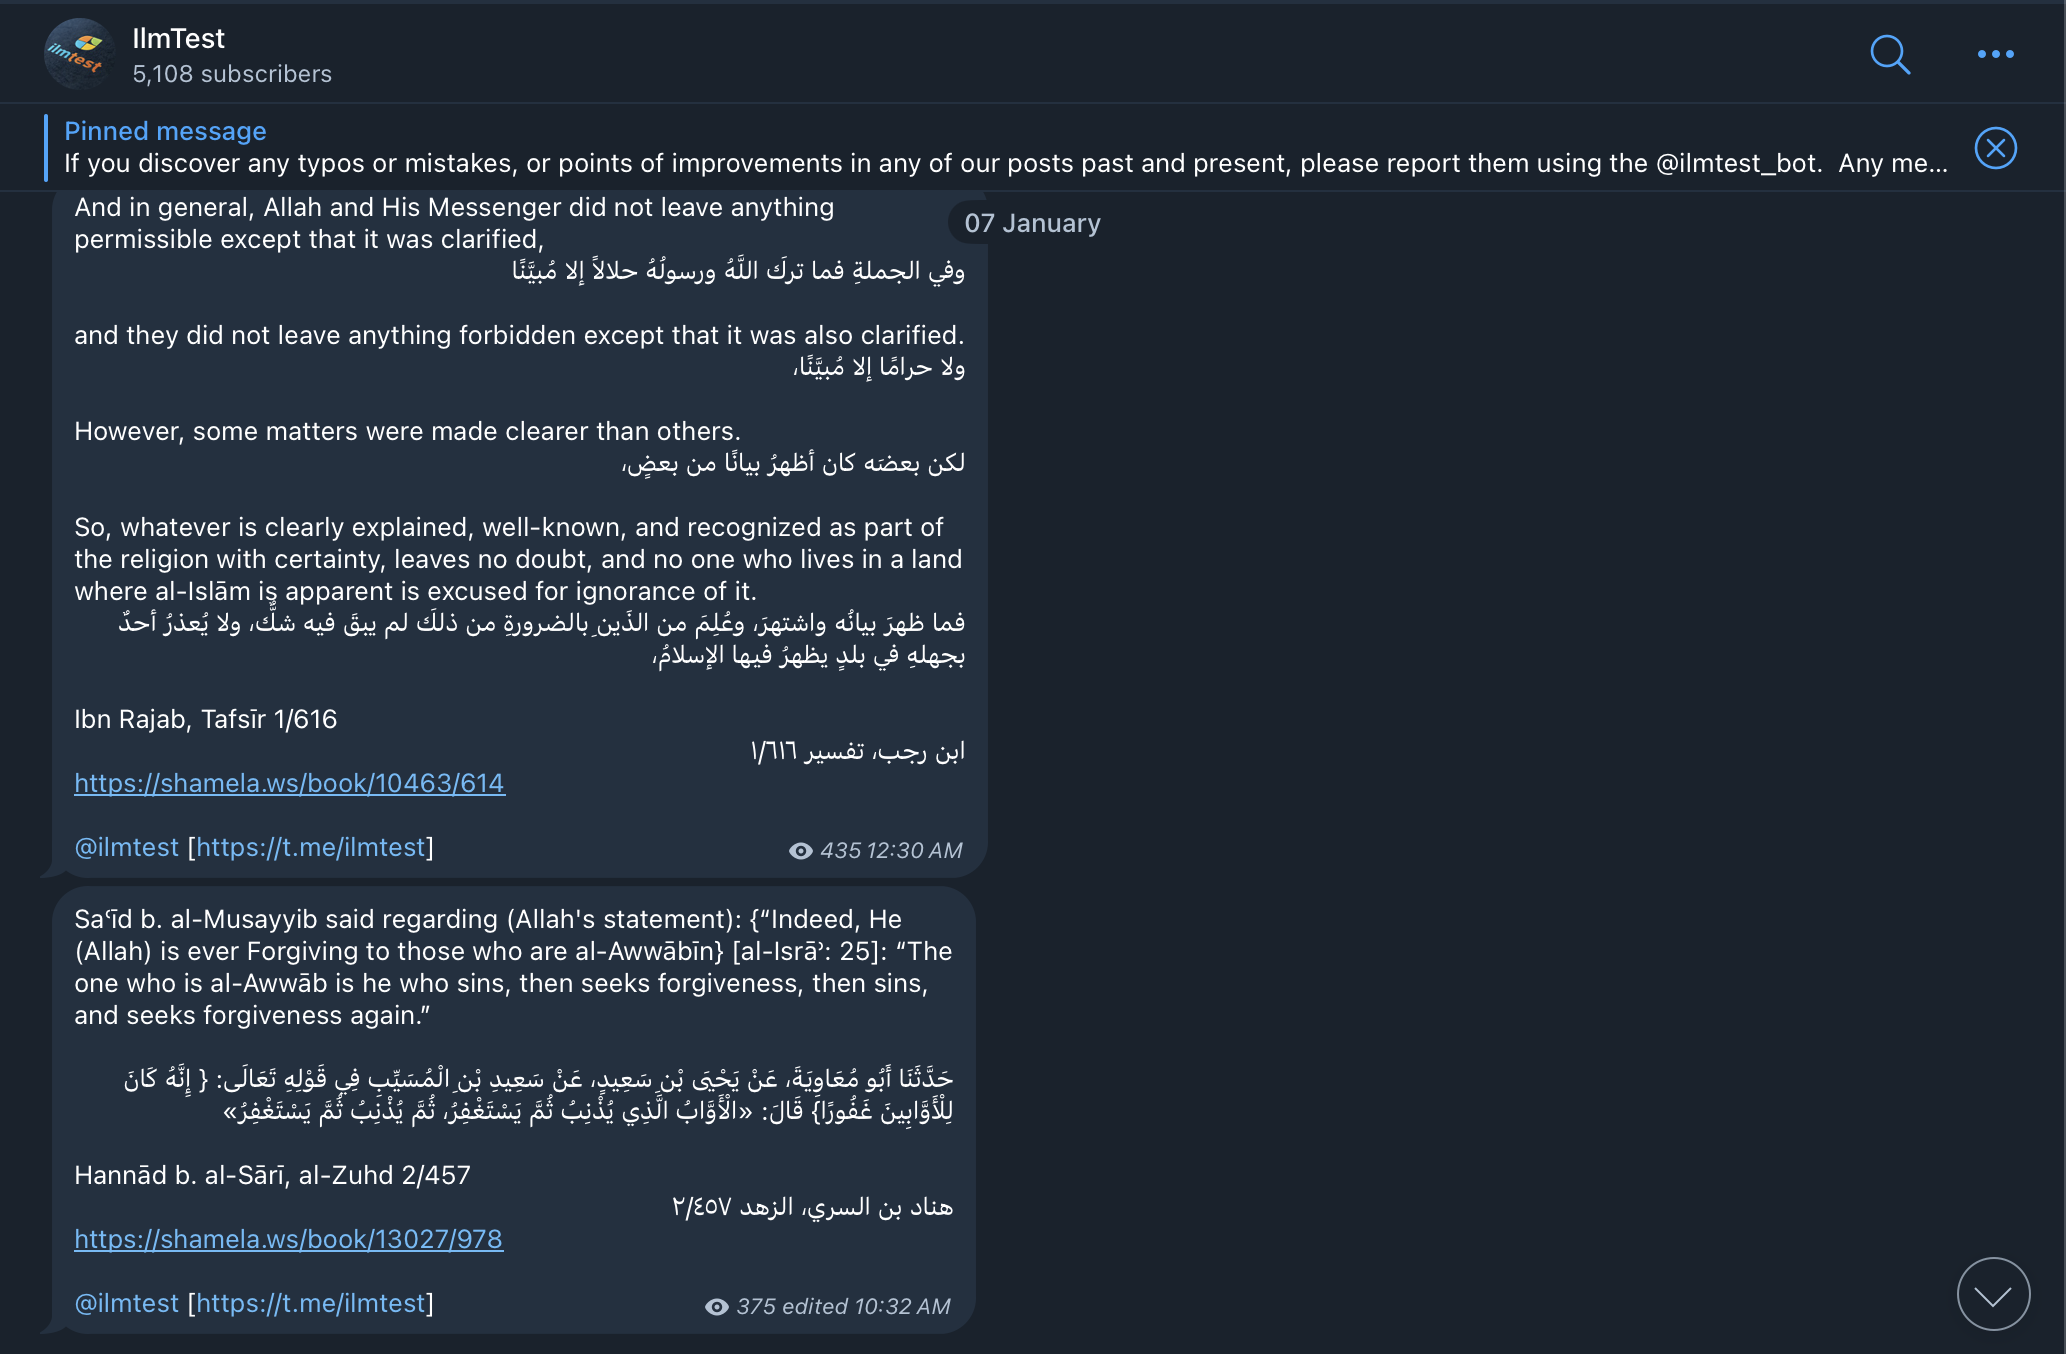 ilmtest
IlmTest
5,108 subscribers
Pinned message
If you discover any typos or mistakes, or points of improvements in any of our posts past and present, please report them using the @ilmtest_bot.  Any me...
07 January
And in general, Allah and His Messenger did not leave anything
permissible except that it was clarified,
وفي الجملةِ فما تركَ اللَّهُ ورسولُهُ حلالاً إلا مُبيَّنًا
and they did not leave anything forbidden except that it was also clarified.
ولا حرامًا إلا مُبيَّنًا،
However, some matters were made clearer than others.
لكن بعضَه كان أظهرُ بيانًا من بعضٍ،
So, whatever is clearly explained, well-known, and recognized as part of
the religion with certainty, leaves no doubt, and no one who lives in a land
where al-Islām is apparent is excused for ignorance of it.
فما ظهرَ بيانُه واشتهرَ، وعُلِمَ من الذَينِ بالضرورةِ من ذلكَ لم يبقَ فيه شكٌّ، ولا يُعذرُ أحدٌ
بجهلهِ في بلدٍ يظهرُ فيها الإسلامُ،
Ibn Rajab, Tafsīr 1/616
ابن رجب، تفسير ١/٦١٦
https://shamela.ws/book/10463/614
@ilmtest [https://t.me/ilmtest]
435 12:30 AM
Saʿīd b. al-Musayyib said regarding (Allah's statement): {“Indeed, He
(Allah) is ever Forgiving to those who are al-Awwābīn} [al-Isrāʾ: 25]: “The
one who is al-Awwāb is he who sins, then seeks forgiveness, then sins,
and seeks forgiveness again.”
حَدَّثَنَا أَبُو مُعَاوِيَةَ، عَنْ يَحْيَى بْنِ سَعِيدٍ، عَنْ سَعِيدِ بْنِ الْمُسَيِّبِ فِي قَوْلِهِ تَعَالَى: { إِنَّهُ كَانَ
لِلْأَوَّابِينَ غَفُورًا} قَالَ: «الْأَوَّابُ الَّذِي يُذْنِبُ ثُمَّ يَسْتَغْفِرُ، ثُمَّ يُذْنِبُ ثُمَّ يَسْتَغْفِرُ»
Hannād b. al-Sārī, al-Zuhd 2/457
هناد بن السري، الزهد ٢/٤٥٧
https://shamela.ws/book/13027/978
@ilmtest [https://t.me/ilmtest]
375 edited 10:32 AM